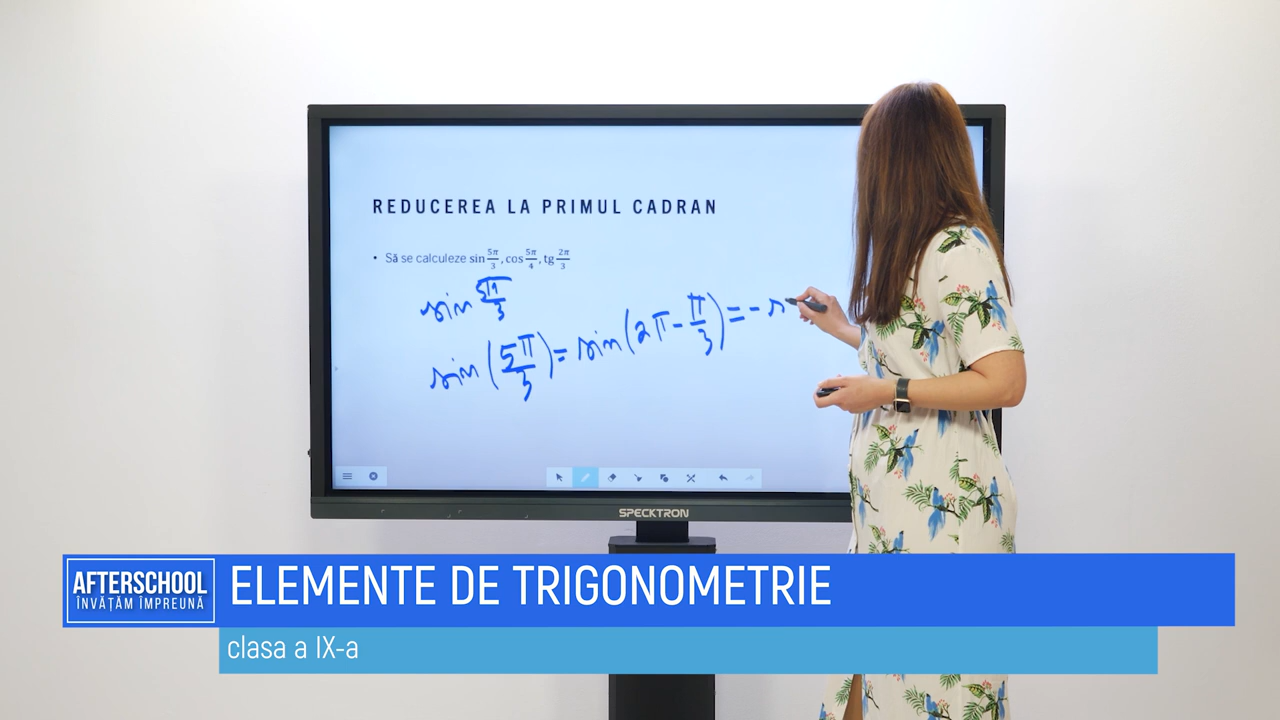 REDUCEREA LA PRIMUL CADRAN
• Să se calculeze sin 5π/3, cos 5π/4, tg 2π/3
sin 5π/3
sin(5π/3) = sin(2π - π/3) = - s
SPECKTRON
AFTERSCHOOL
ÎNVĂȚĂM ÎMPREUNĂ
ELEMENTE DE TRIGONOMETRIE
clasa a IX-a